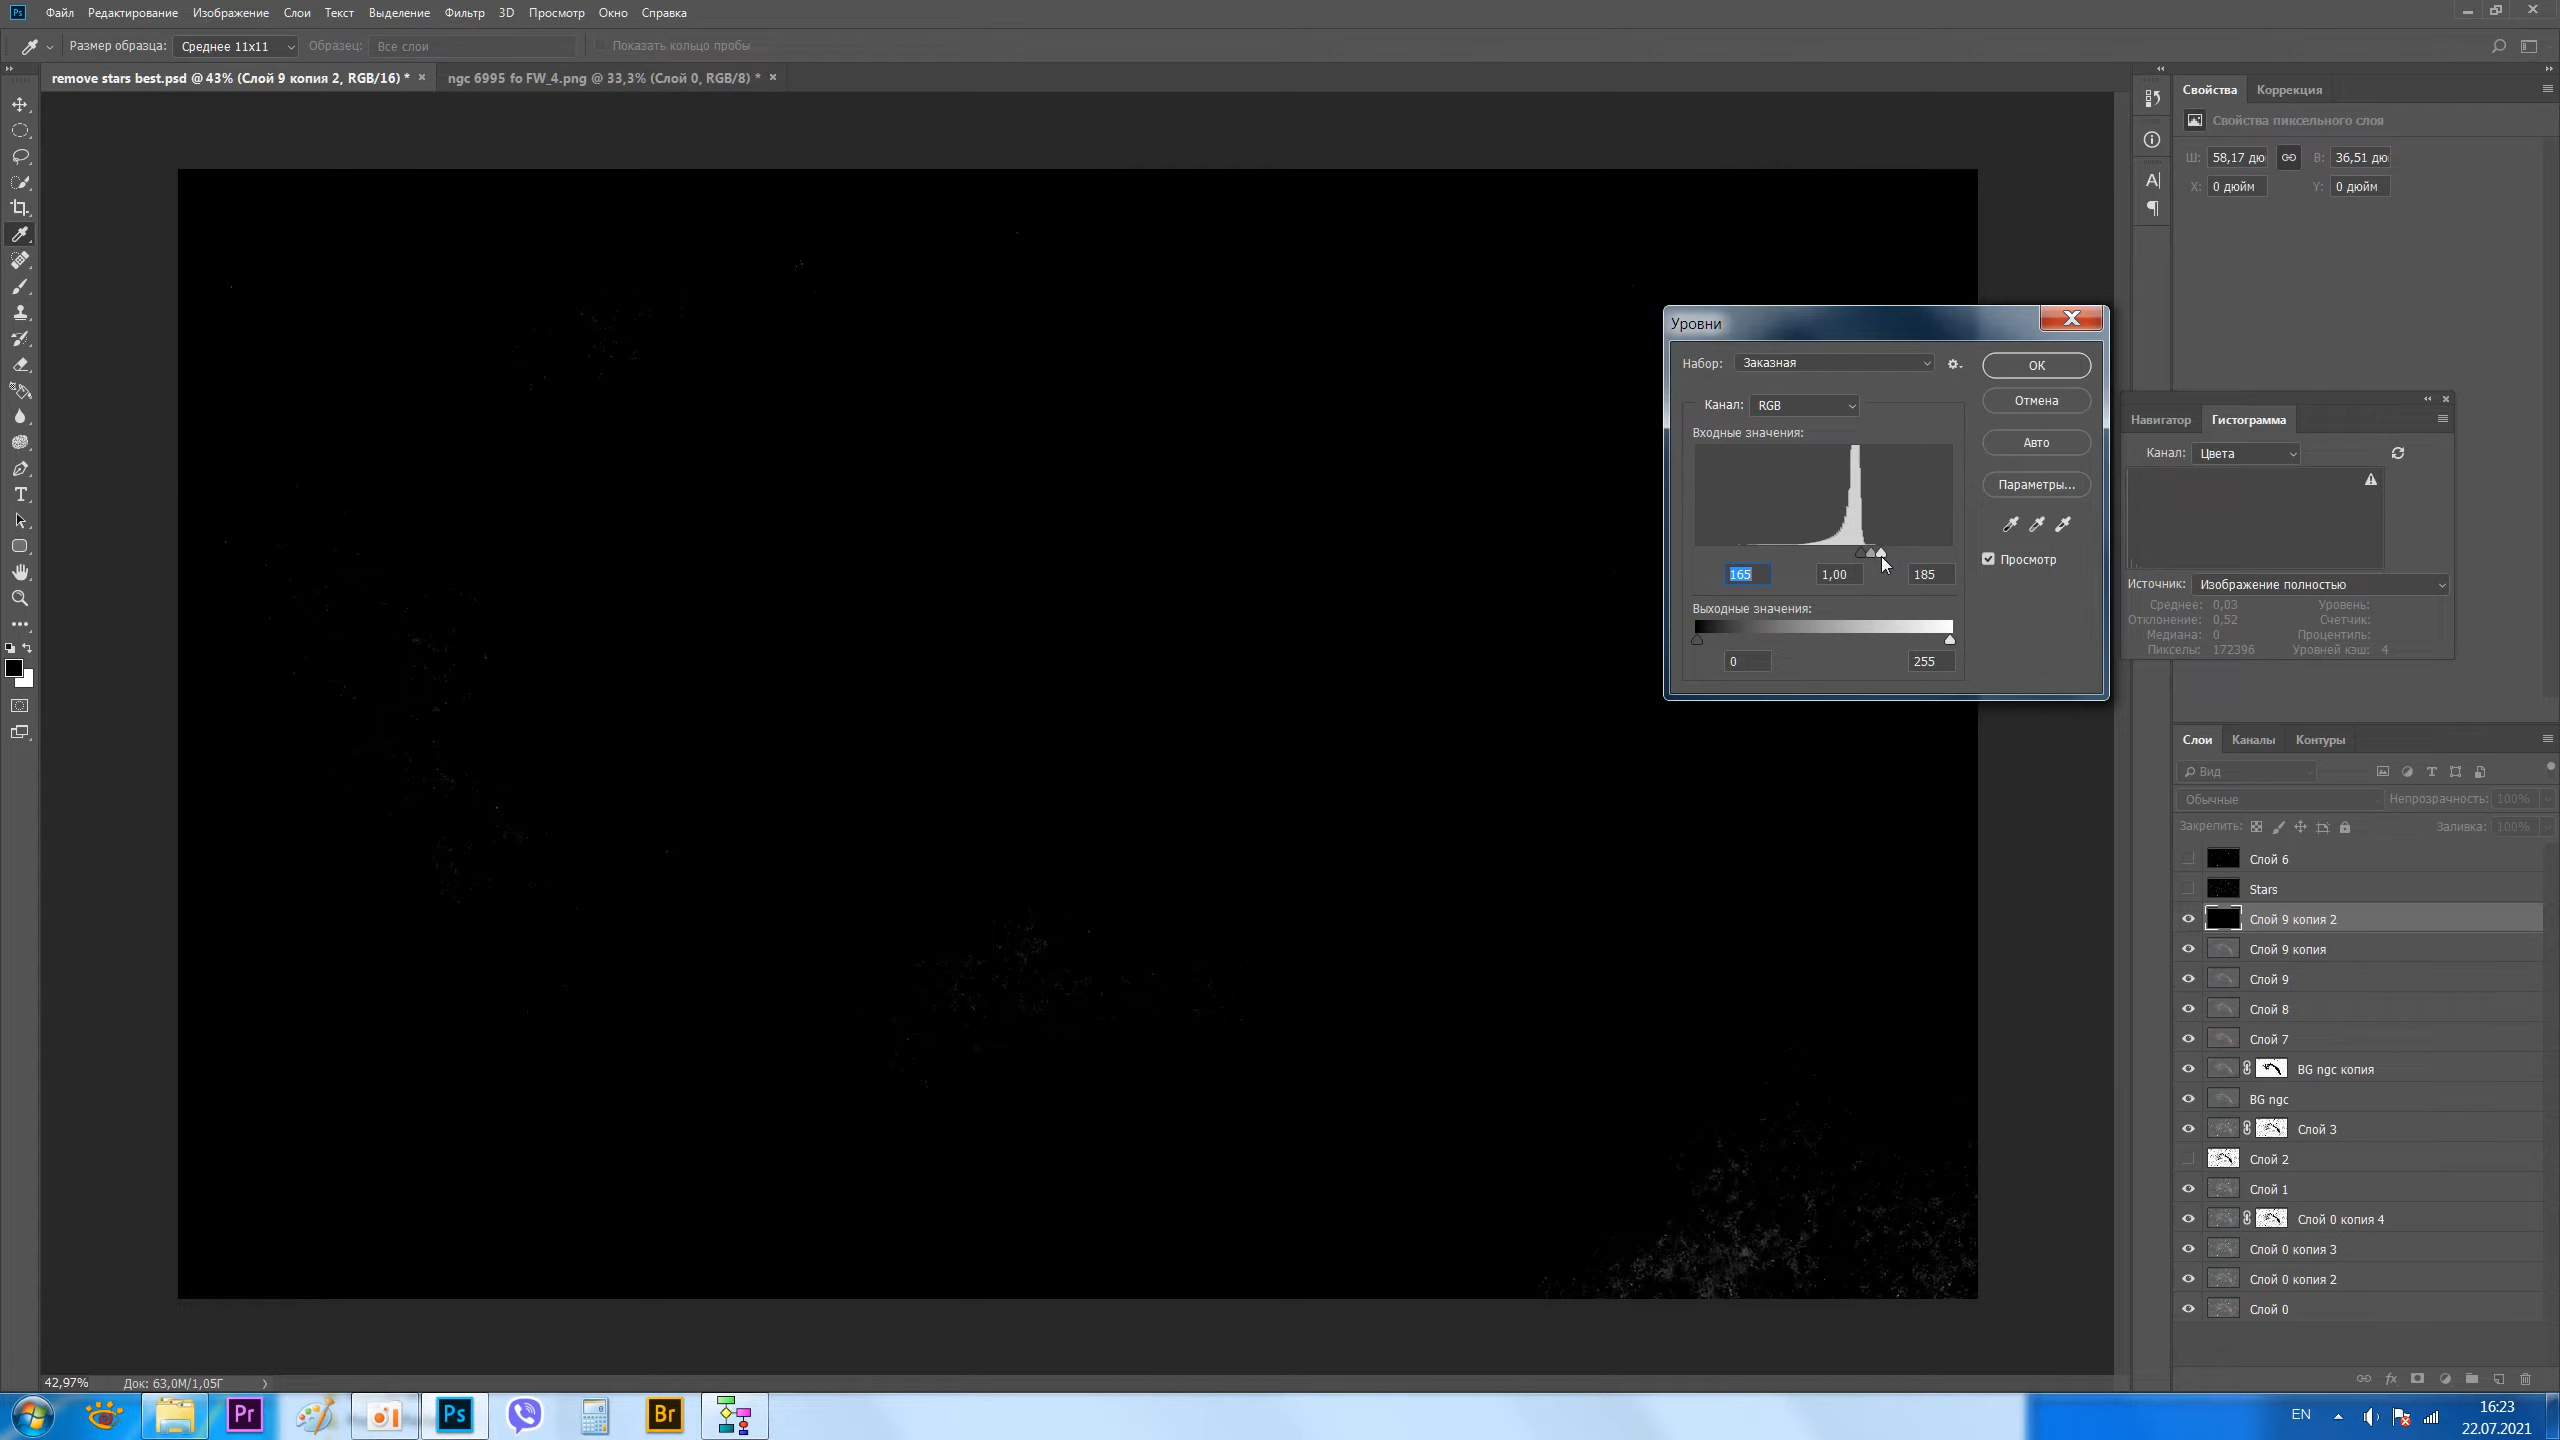 Ps Файл Редактирование Изображение Слои Текст Выделение Фильтр 3D Просмотр Окно Справка
Размер образца: Среднее 11x11 Образец: Все слои Показать кольцо пробы
remove stars best.psd @ 43% (Слой 9 копия 2, RGB/16) * × ngc 6995 fo FW_4.png @ 33,3% (Слой 0, RGB/8) * ×
Свойства Коррекция
Свойства пиксельного слоя
Ш: 58,17 дю В: 36,51 дю
X: 0 дюйм Y: 0 дюйм
Уровни
Набор: Заказная
OK
Канал: RGB
Отмена
Входные значения:
Авто
Параметры...
Просмотр
165 1,00 185
Выходные значения:
0 255
Навигатор Гистограмма
Канал: Цвета
Источник: Изображение полностью
Среднее: 0,03 Уровень:
Отклонение: 0,52 Счетчик:
Медиана: 0 Процентиль:
Пикселы: 172396 Уровней кэш: 4
Слои Каналы Контуры
Вид
Обычные Непрозрачность: 100%
Закрепить: Заливка: 100%
Слой 6
Stars
Слой 9 копия 2
Слой 9 копия
Слой 9
Слой 8
Слой 7
BG ngc копия
BG ngc
Слой 3
Слой 2
Слой 1
Слой 0 копия 4
Слой 0 копия 3
Слой 0 копия 2
Слой 0
fx
42,97% Док: 63,0M/1,05Г
Pr Ps Br
EN
16:23
22.07.2021